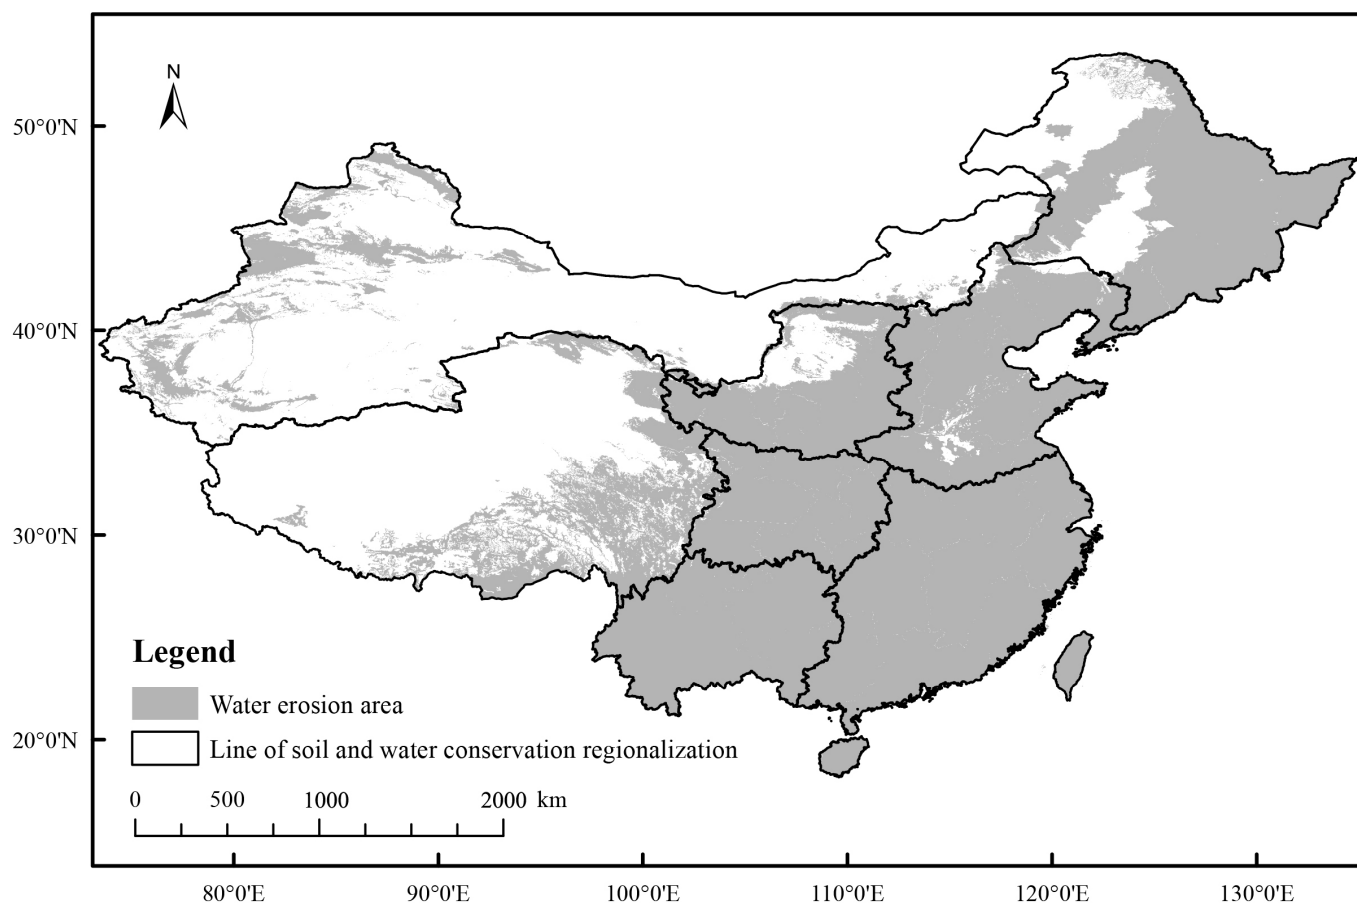 N
50°0'N
40°0'N
30°0'N
20°0'N
Legend
Water erosion area
Line of soil and water conservation regionalization
0 500 1000 2000 km
80°0'E 90°0'E 100°0'E 110°0'E 120°0'E 130°0'E